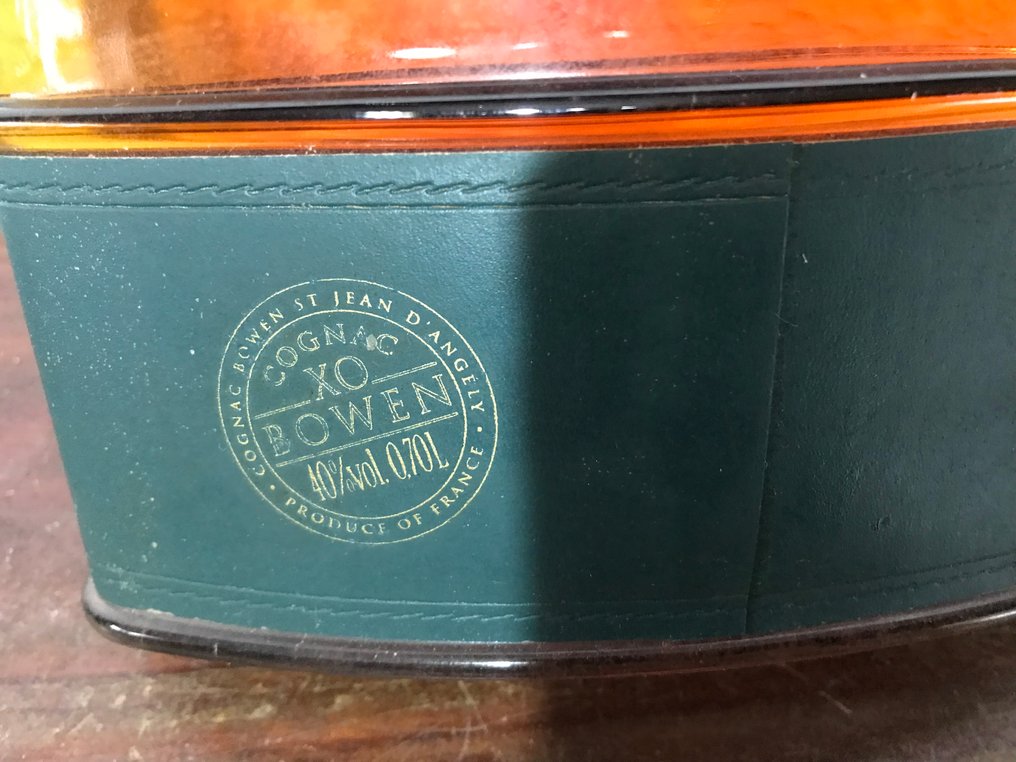 COGNAC BOWEN ST JEAN D'ANGELY • PRODUCE OF FRANCE •
COGNAC
XO
BOWEN
40%vol. 0,70L